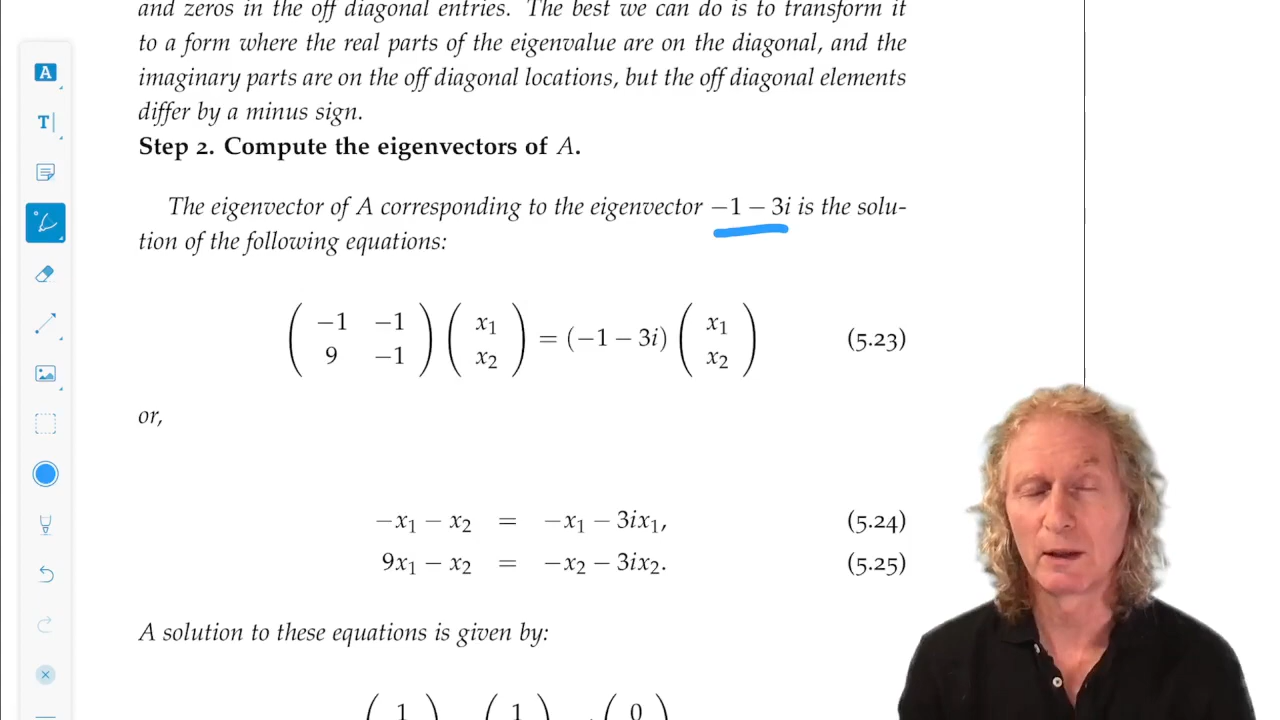 and zeros in the off diagonal entries. The best we can do is to transform it
to a form where the real parts of the eigenvalue are on the diagonal, and the
imaginary parts are on the off diagonal locations, but the off diagonal elements
differ by a minus sign.
Step 2. Compute the eigenvectors of A.
The eigenvector of A corresponding to the eigenvector −1 − 3i is the solu-
tion of the following equations:
( −1 −1 ) ( x1 ) = (−1 − 3i) ( x1 ) (5.23)
( 9 −1 ) ( x2 ) ( x2 )
or,
−x1 − x2 = −x1 − 3ix1, (5.24)
9x1 − x2 = −x2 − 3ix2. (5.25)
A solution to these equations is given by:
( 1 ) ( 1 ) ( 0 )
A
T